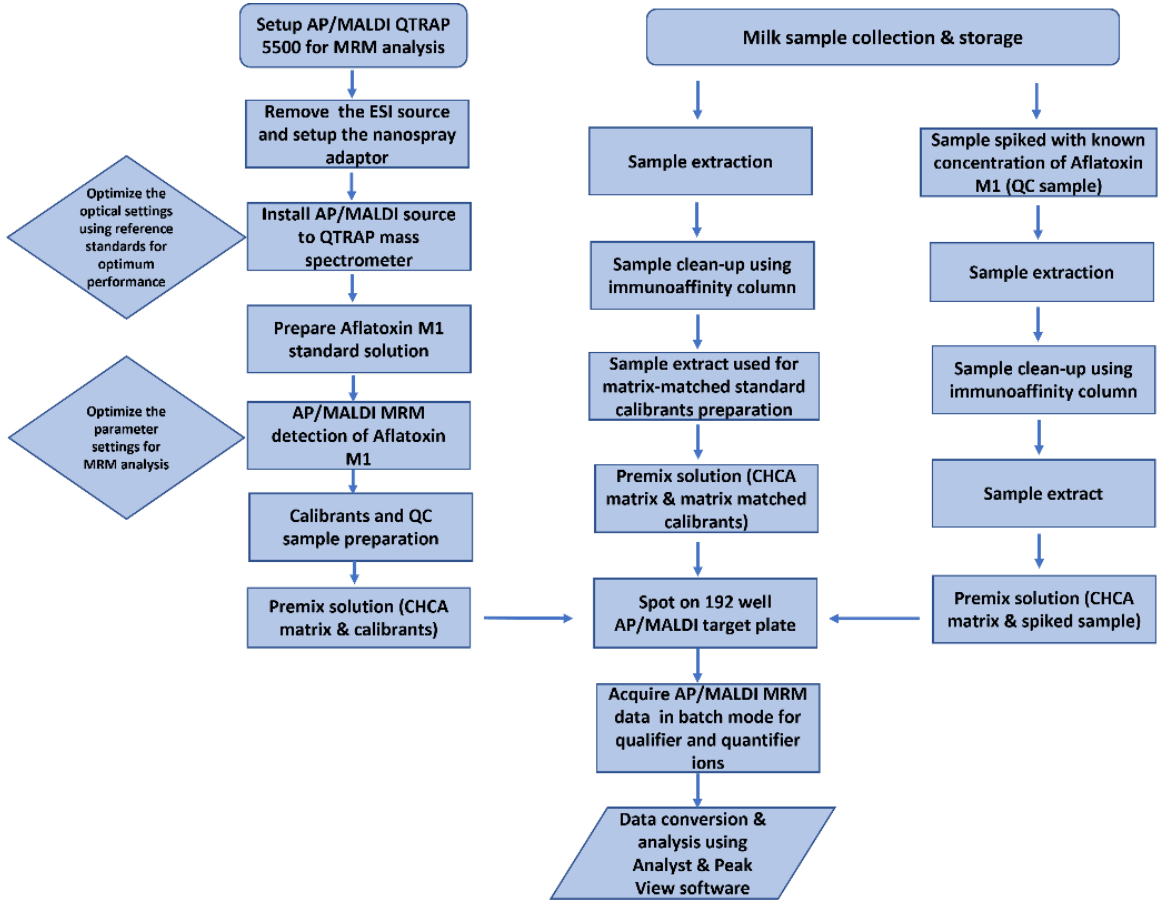 Setup AP/MALDI QTRAP
5500 for MRM analysis
Remove the ESI source
and setup the nanospray
adaptor
Optimize the
optical settings
using reference
standards for
optimum
performance
Install AP/MALDI source
to QTRAP mass
spectrometer
Prepare Aflatoxin M1
standard solution
Optimize the
parameter
settings for
MRM analysis
AP/MALDI MRM
detection of Aflatoxin
M1
Calibrants and QC
sample preparation
Premix solution (CHCA
matrix & calibrants)
Milk sample collection & storage
Sample extraction
Sample clean-up using
immunoaffinity column
Sample extract used for
matrix-matched standard
calibrants preparation
Premix solution (CHCA
matrix & matrix matched
calibrants)
Sample spiked with known
concentration of Aflatoxin
M1 (QC sample)
Sample extraction
Sample clean-up using
immunoaffinity column
Sample extract
Premix solution (CHCA
matrix & spiked sample)
Spot on 192 well
AP/MALDI target plate
Acquire AP/MALDI MRM
data in batch mode for
qualifier and quantifier
ions
Data conversion &
analysis using
Analyst & Peak
View software